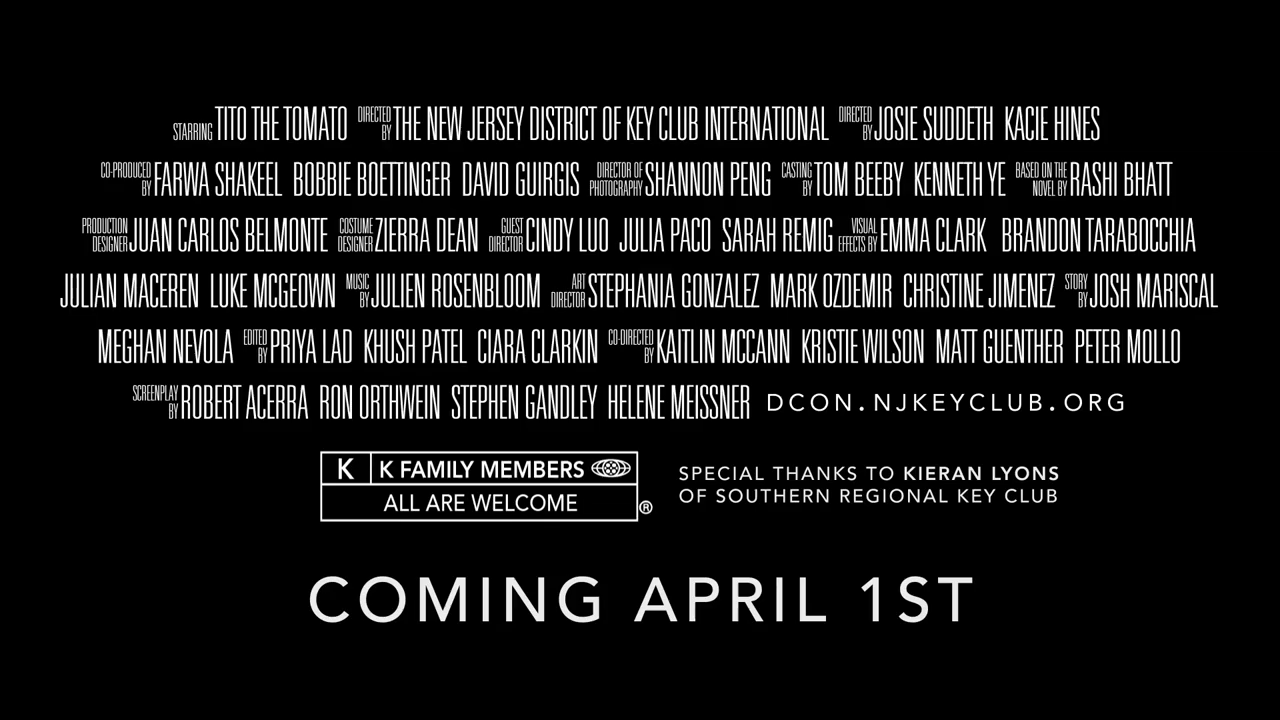 STARRING TITO THE TOMATO DIRECTED BY THE NEW JERSEY DISTRICT OF KEY CLUB INTERNATIONAL DIRECTED BY JOSIE SUDDETH KACIE HINES
CO-PRODUCED BY FARWA SHAKEEL BOBBIE BOETTINGER DAVID GUIRGIS DIRECTOR OF PHOTOGRAPHY SHANNON PENG CASTING BY TOM BEEBY KENNETH YE BASED ON THE NOVEL BY RASHI BHATT
PRODUCTION DESIGNER JUAN CARLOS BELMONTE COSTUME DESIGNER ZIERRA DEAN GUEST DIRECTOR CINDY LUO JULIA PACO SARAH REMIG VISUAL EFFECTS BY EMMA CLARK BRANDON TARABOCCHIA
JULIAN MACEREN LUKE MCGEOWN MUSIC BY JULIEN ROSENBLOOM ART DIRECTOR STEPHANIA GONZALEZ MARK OZDEMIR CHRISTINE JIMENEZ STORY BY JOSH MARISCAL
MEGHAN NEVOLA EDITED BY PRIYA LAD KHUSH PATEL CIARA CLARKIN CO-DIRECTED BY KAITLIN MCCANN KRISTIE WILSON MATT GUENTHER PETER MOLLO
SCREENPLAY BY ROBERT ACERRA RON ORTHWEIN STEPHEN GANDLEY HELENE MEISSNER DCON.NJKEYCLUB.ORG
K K FAMILY MEMBERS
ALL ARE WELCOME ®
SPECIAL THANKS TO KIERAN LYONS
OF SOUTHERN REGIONAL KEY CLUB
COMING APRIL 1ST